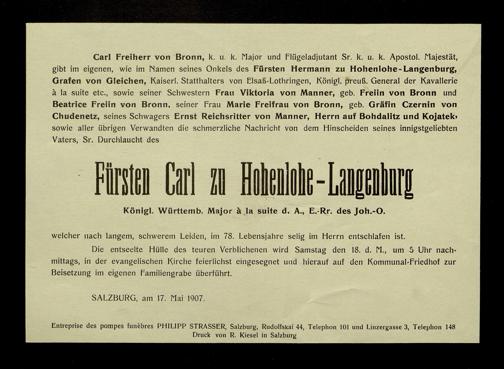 Carl Freiherr von Bronn, k. u. k. Major und Flügeladjutant Sr. k. u. k. Apostol. Majestät,
gibt im eigenen, wie im Namen seines Onkels des Fürsten Hermann zu Hohenlohe-Langenburg,
Grafen von Gleichen, Kaiserl. Statthalters von Elsaß-Lothringen, Königl. preuß. General der Kavallerie
à la suite etc., sowie seiner Schwestern Frau Viktoria von Manner, geb. Freiin von Bronn und
Beatrice Freiin von Bronn, seiner Frau Marie Freifrau von Bronn, geb. Gräfin Czernin von
Chudenetz, seines Schwagers Ernst Reichsritter von Manner, Herrn auf Bohdalitz und Kojatek,
sowie aller übrigen Verwandten die schmerzliche Nachricht von dem Hinscheiden seines innigstgeliebten
Vaters, Sr. Durchlaucht des
Fürsten Carl zu Hohenlohe-Langenburg
Königl. Württemb. Major à la suite d. A., E.-Rr. des Joh.-O.
welcher nach langem, schwerem Leiden, im 78. Lebensjahre selig im Herrn entschlafen ist.
Die entseelte Hülle des teuren Verblichenen wird Samstag den 18. d. M., um 5 Uhr nach-
mittags, in der evangelischen Kirche feierlichst eingesegnet und hierauf auf den Kommunal-Friedhof zur
Beisetzung im eigenen Familiengrabe überführt.
SALZBURG, am 17. Mai 1907.
Entreprise des pompes funèbres PHILIPP STRASSER, Salzburg, Rudolfskai 44, Telephon 101 und Linzergasse 3, Telephon 148
Druck von R. Kiesel in Salzburg